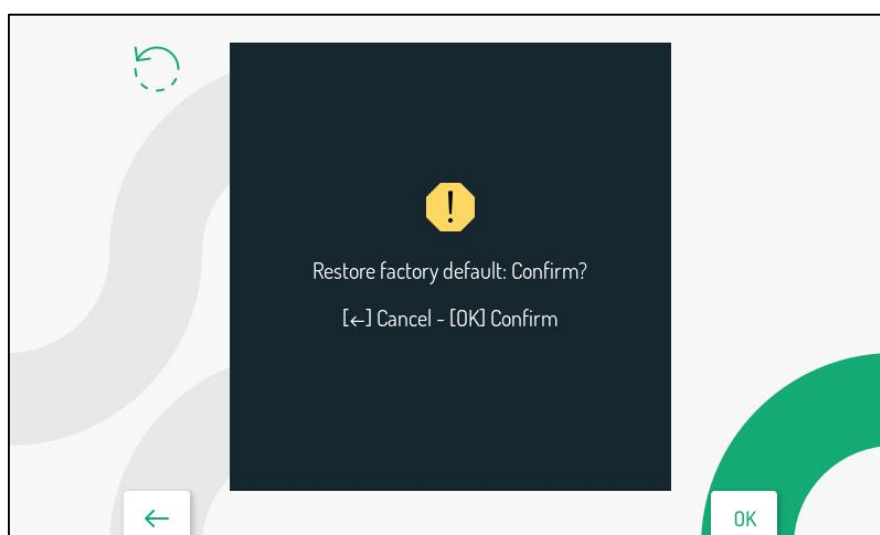 !
Restore factory default: Confirm?
[←] Cancel - [OK] Confirm
←
OK